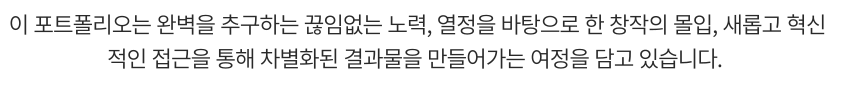 이 포트폴리오는 완벽을 추구하는 끊임없는 노력, 열정을 바탕으로 한 창작의 몰입, 새롭고 혁신
적인 접근을 통해 차별화된 결과물을 만들어가는 여정을 담고 있습니다.